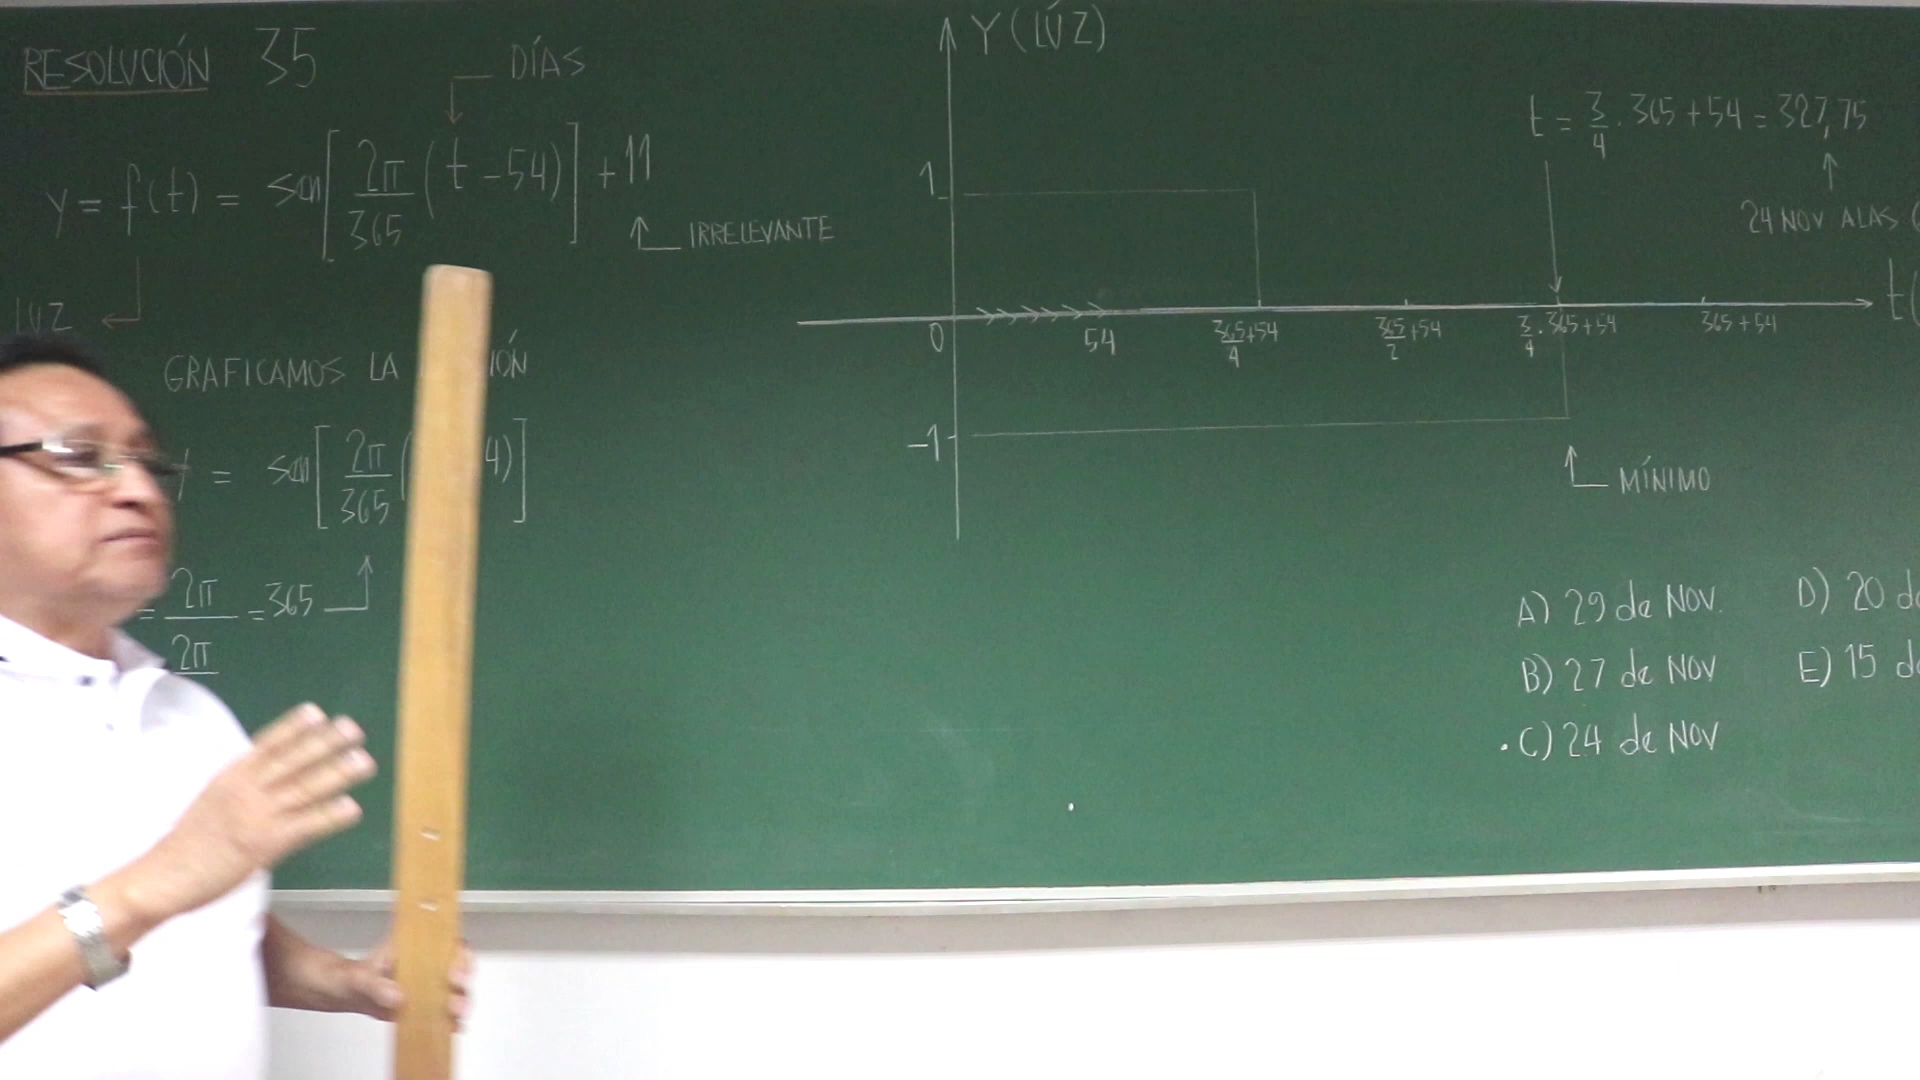 RESOLUCIÓN 35
DÍAS
y = f(t) = sen[2π/365 (t - 54)] + 11
IRRELEVANTE
LUZ
GRAFICAMOS LA
= sen[2π/365 ( 4)]
= 2π/2π = 365
Y (LÚZ)
1
0
54
365/4 + 54
365/2 + 54
3/4 . 365 + 54
365 + 54
t (
-1
MÍNIMO
t = 3/4 . 365 + 54 = 327,75
24 NOV A LAS (
A) 29 de NOV.
B) 27 de NOV
. C) 24 de NOV
D) 20
E) 15